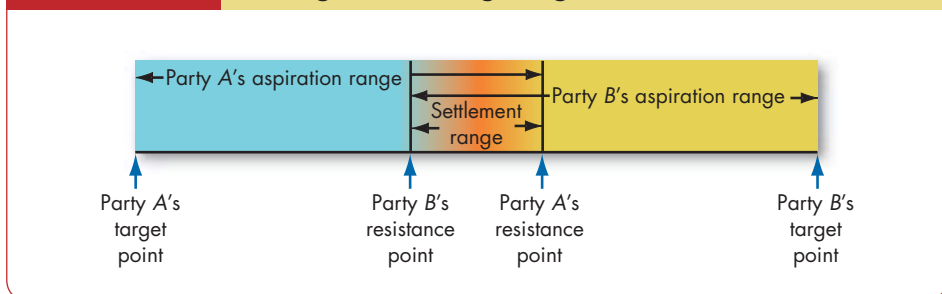 Party A's aspiration range
Party B's aspiration range
Settlement
range
Party A's
target
point
Party B's
resistance
point
Party A's
resistance
point
Party B's
target
point